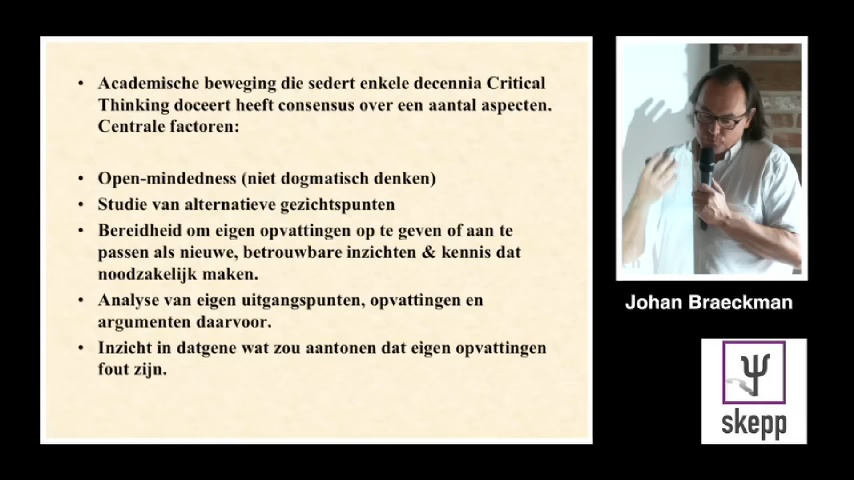 • Academische beweging die sedert enkele decennia Critical
Thinking doceert heeft consensus over een aantal aspecten.
Centrale factoren:
• Open-mindedness (niet dogmatisch denken)
• Studie van alternatieve gezichtspunten
• Bereidheid om eigen opvattingen op te geven of aan te
passen als nieuwe, betrouwbare inzichten & kennis dat
noodzakelijk maken.
• Analyse van eigen uitgangspunten, opvattingen en
argumenten daarvoor.
• Inzicht in datgene wat zou aantonen dat eigen opvattingen
fout zijn.
Johan Braeckman
Ψ
skepp